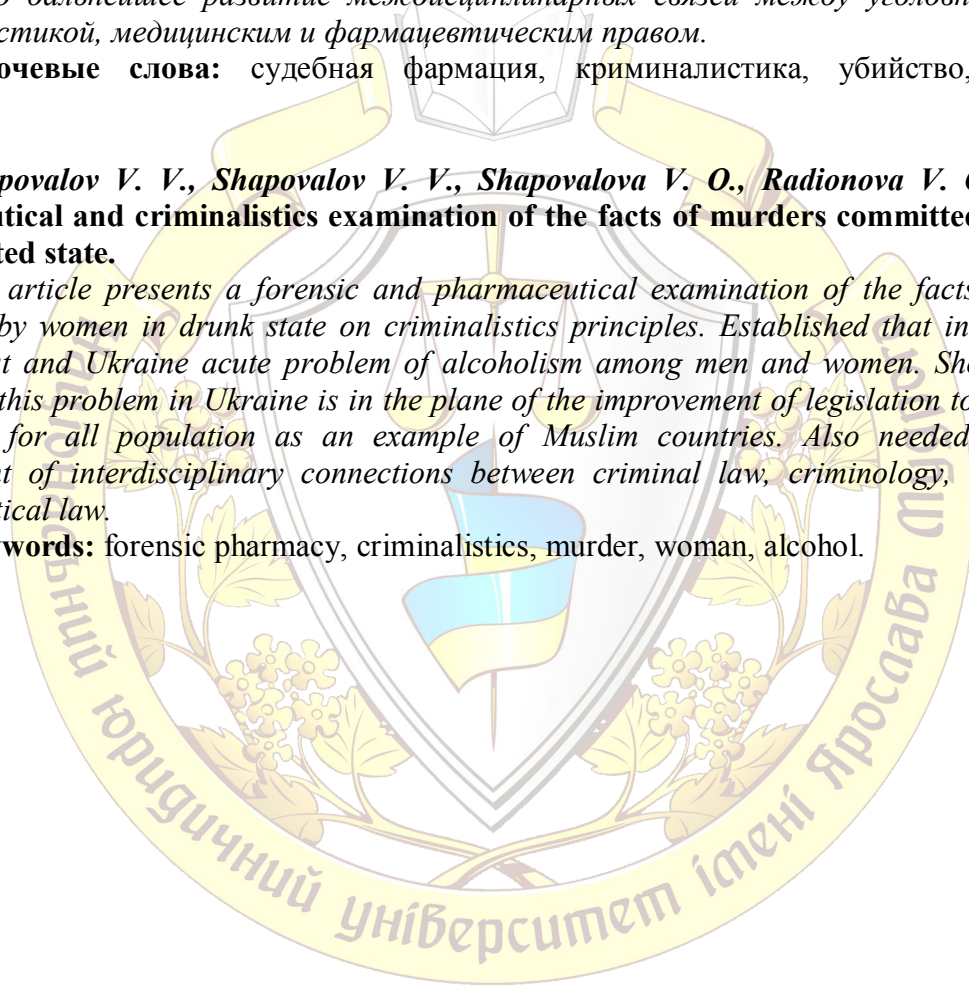 дальнейшее развитие междисциплинарных связей между
стикой, медицинским и фармацевтическим правом.
очевые слова: судебная фармация, криминалистика, убийство,
povalov V. V., Shapovalov V. V., Shapovalova V. O., Radionova V.
utical and criminalistics examination of the facts of murders committed
ted state.
article presents a forensic and pharmaceutical examination of the facts
by women in drunk state on criminalistics principles. Established that in
t and Ukraine acute problem of alcoholism among men and women. Sho
this problem in Ukraine is in the plane of the improvement of legislation to
for all population as an example of Muslim countries. Also needed
nt of interdisciplinary connections between criminal law, criminology,
tical law.
ywords: forensic pharmacy, criminalistics, murder, woman, alcohol.
юридичний університет імені Ярослава